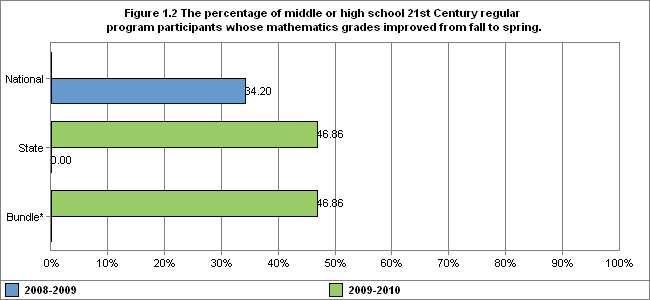 Figure 1.2 The percentage of middle or high school 21st Century regular
program participants whose mathematics grades improved from fall to spring.
National
34.20
46.86
State
0.00
46.86
Bundle*
0% 10% 20% 30% 40% 50% 60% 70% 80% 90% 100%
2008-2009 2009-2010